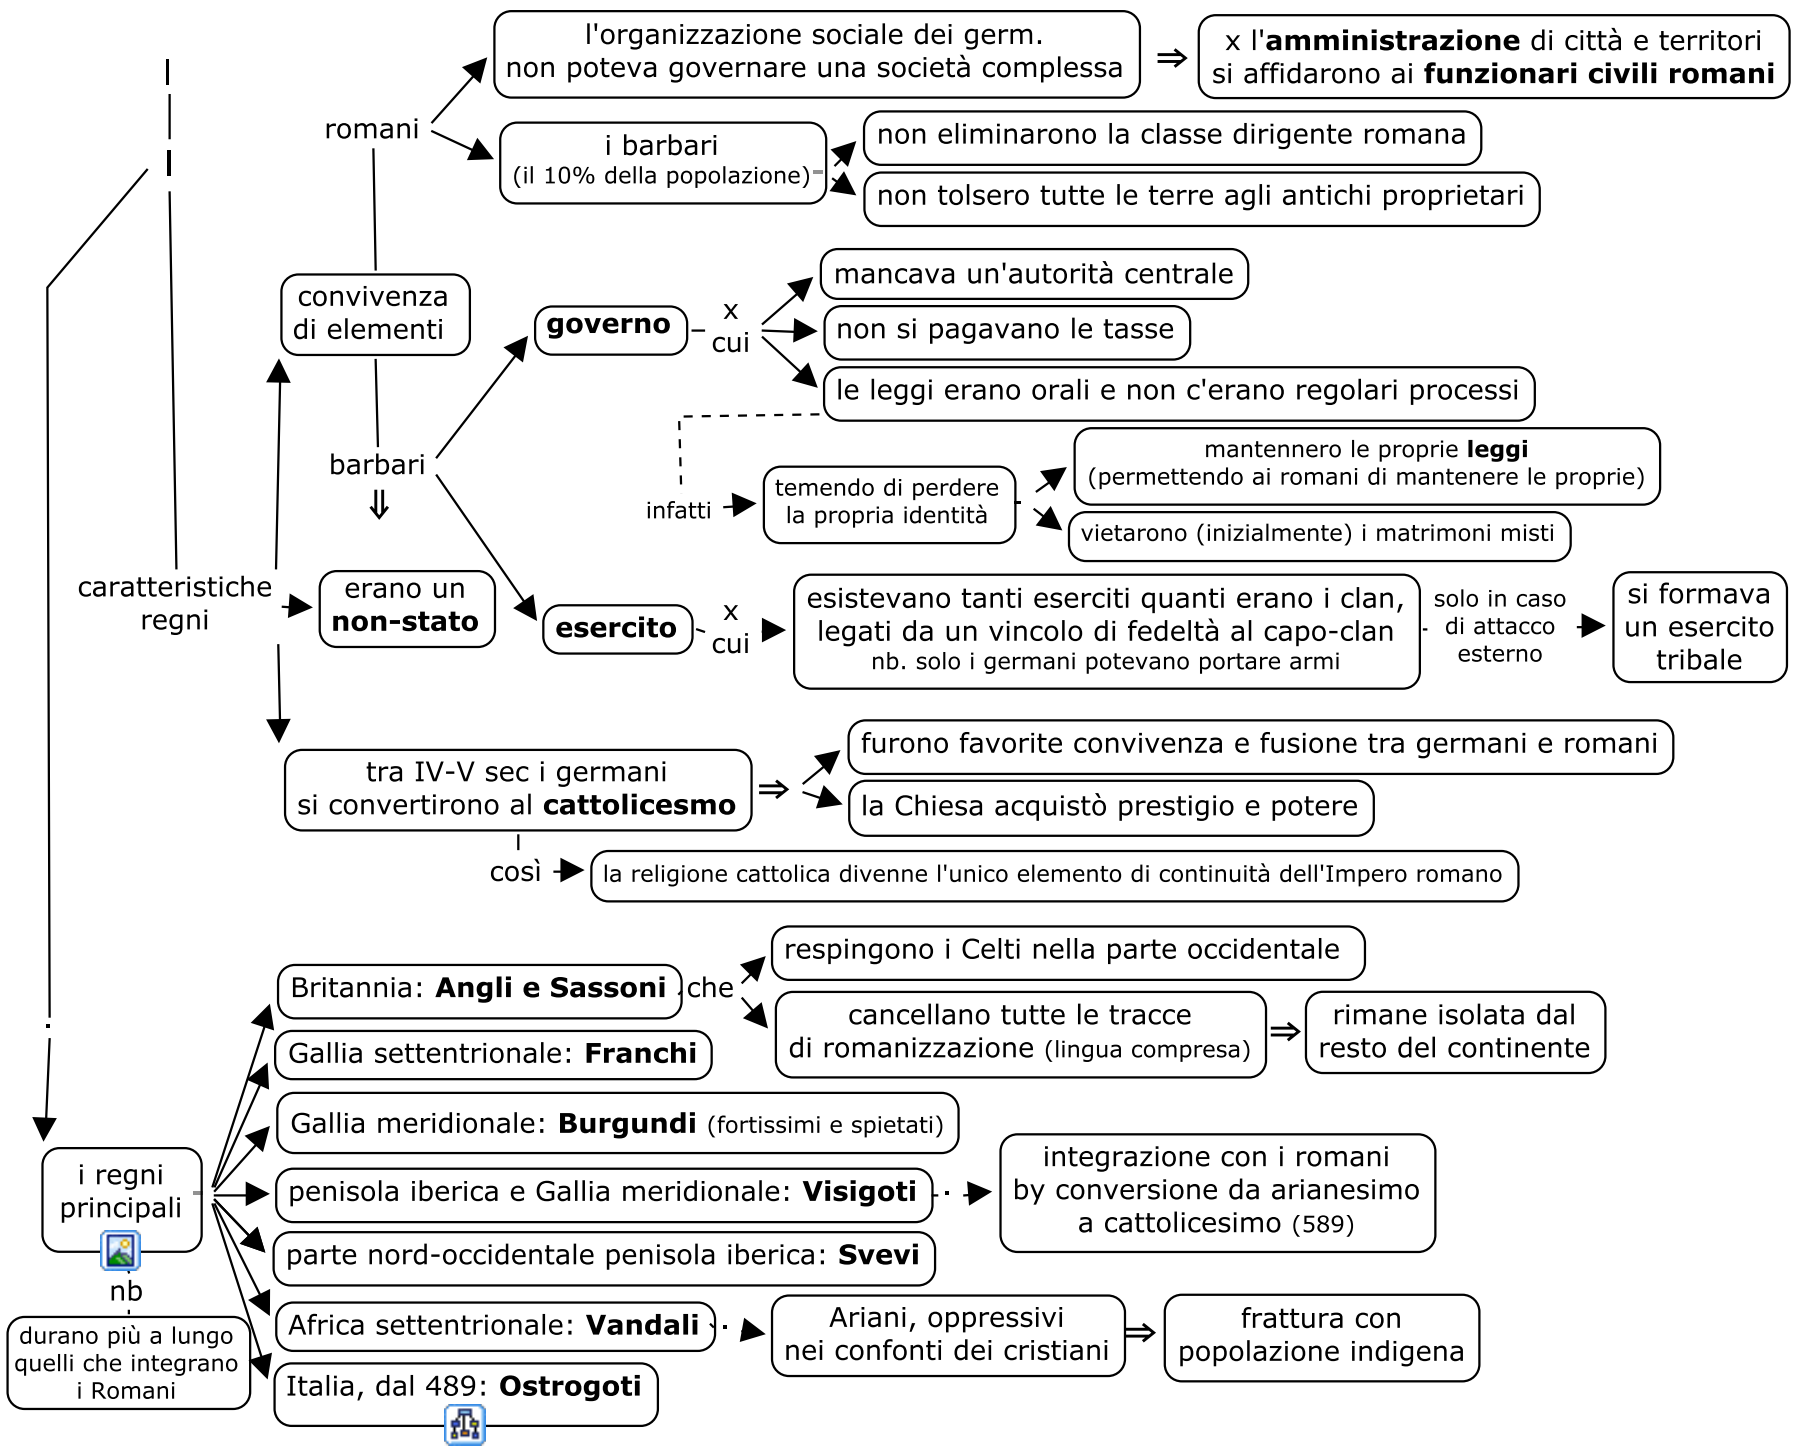 l'organizzazione sociale dei germ.
non poteva governare una società complessa
x l'amministrazione di città e territori
si affidarono ai funzionari civili romani
romani
i barbari
(il 10% della popolazione)
non eliminarono la classe dirigente romana
non tolsero tutte le terre agli antichi proprietari
convivenza
di elementi
governo
x
cui
mancava un'autorità centrale
non si pagavano le tasse
le leggi erano orali e non c'erano regolari processi
barbari
infatti
temendo di perdere
la propria identità
mantennero le proprie leggi
(permettendo ai romani di mantenere le proprie)
vietarono (inizialmente) i matrimoni misti
caratteristiche
regni
erano un
non-stato
esercito
x
cui
esistevano tanti eserciti quanti erano i clan,
legati da un vincolo di fedeltà al capo-clan
nb. solo i germani potevano portare armi
solo in caso
di attacco
esterno
si formava
un esercito
tribale
tra IV-V sec i germani
si convertirono al cattolicesmo
furono favorite convivenza e fusione tra germani e romani
la Chiesa acquistò prestigio e potere
così
la religione cattolica divenne l'unico elemento di continuità dell'Impero romano
Britannia: Angli e Sassoni
che
respingono i Celti nella parte occidentale
cancellano tutte le tracce
di romanizzazione (lingua compresa)
rimane isolata dal
resto del continente
Gallia settentrionale: Franchi
Gallia meridionale: Burgundi (fortissimi e spietati)
i regni
principali
penisola iberica e Gallia meridionale: Visigoti
integrazione con i romani
by conversione da arianesimo
a cattolicesimo (589)
parte nord-occidentale penisola iberica: Svevi
nb
durano più a lungo
quelli che integrano
i Romani
Africa settentrionale: Vandali
Ariani, oppressivi
nei confonti dei cristiani
frattura con
popolazione indigena
Italia, dal 489: Ostrogoti